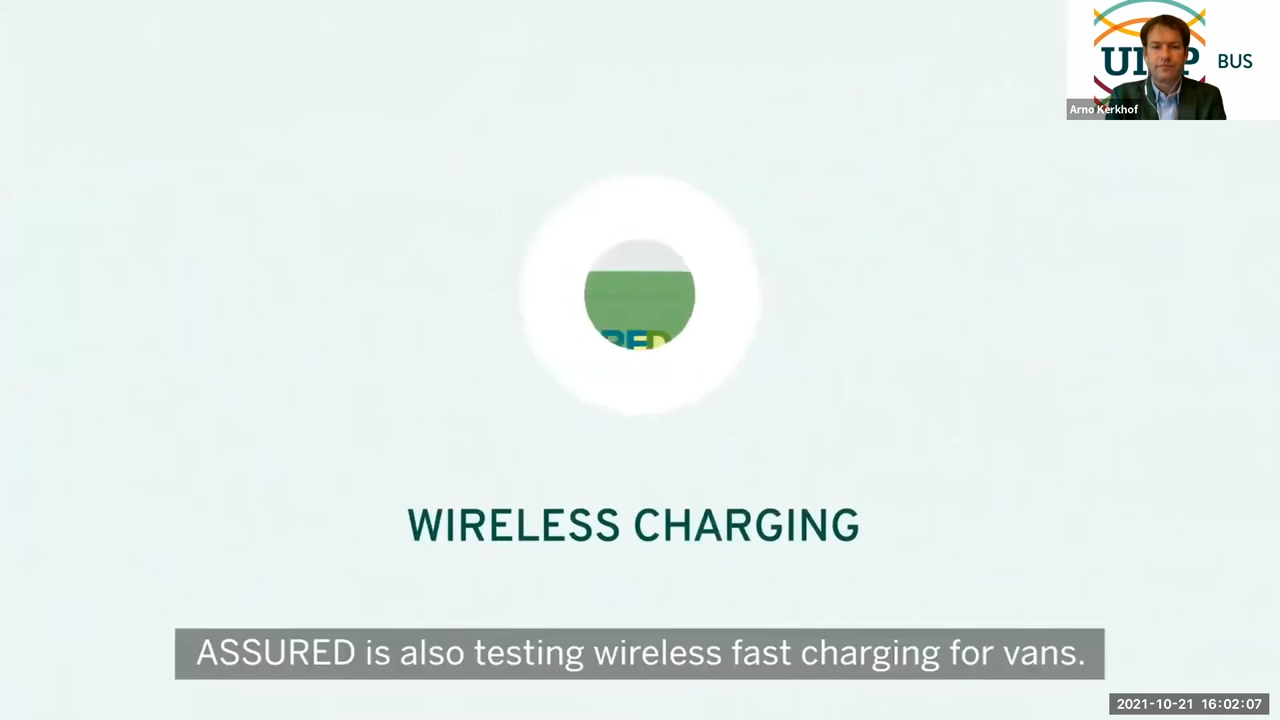 BUS
Arno Kerkhof
RED
WIRELESS CHARGING
ASSURED is also testing wireless fast charging for vans.
2021-10-21 16:02:07